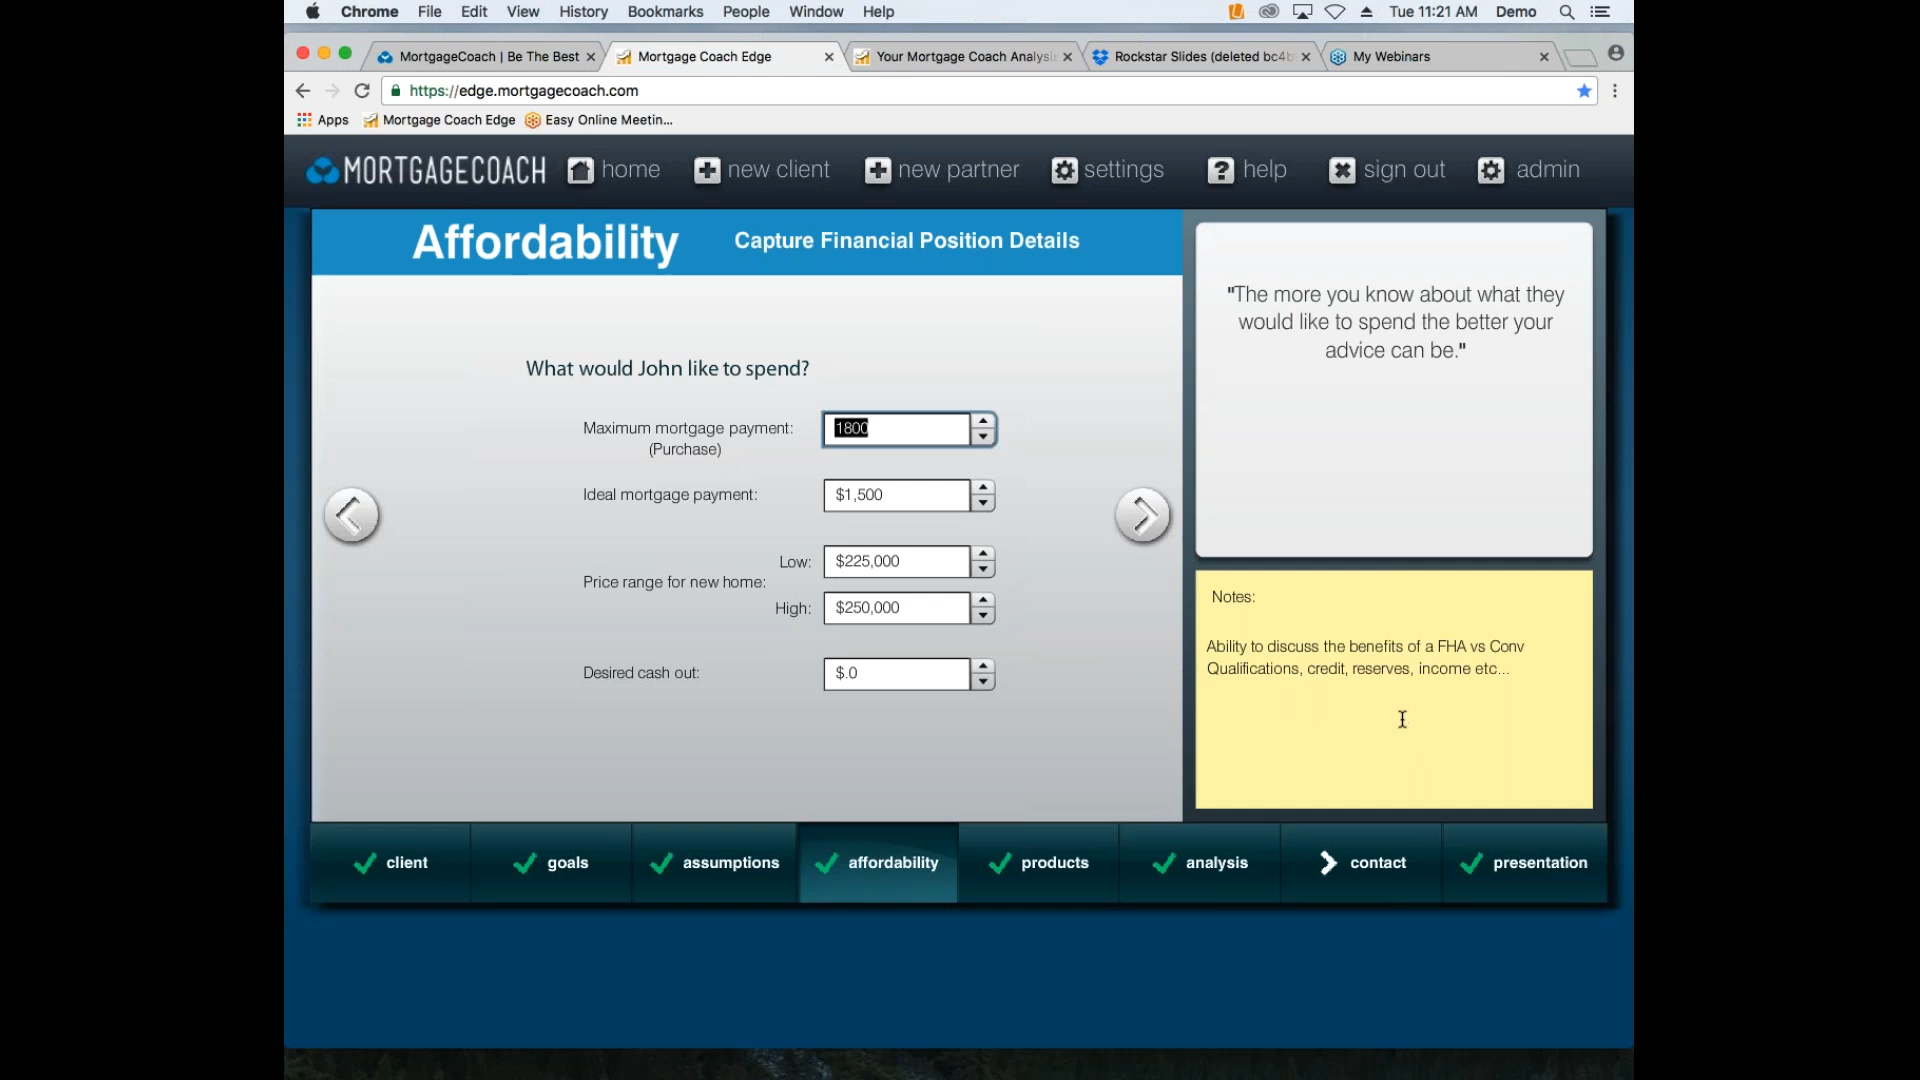 Chrome File Edit View History Bookmarks People Window Help Tue 11:21 AM Demo
MortgageCoach | Be The Best Mortgage Coach Edge Your Mortgage Coach Analysis Rockstar Slides (deleted bc4b My Webinars
https://edge.mortgagecoach.com
Apps Mortgage Coach Edge Easy Online Meetin...
MORTGAGECOACH home new client new partner settings help sign out admin
Affordability Capture Financial Position Details
What would John like to spend?
Maximum mortgage payment: 1800
(Purchase)
Ideal mortgage payment: $1,500
Low: $225,000
Price range for new home:
High: $250,000
Desired cash out: $.0
"The more you know about what they
would like to spend the better your
advice can be."
Notes:
Ability to discuss the benefits of a FHA vs Conv
Qualifications, credit, reserves, income etc...
client goals assumptions affordability products analysis contact presentation